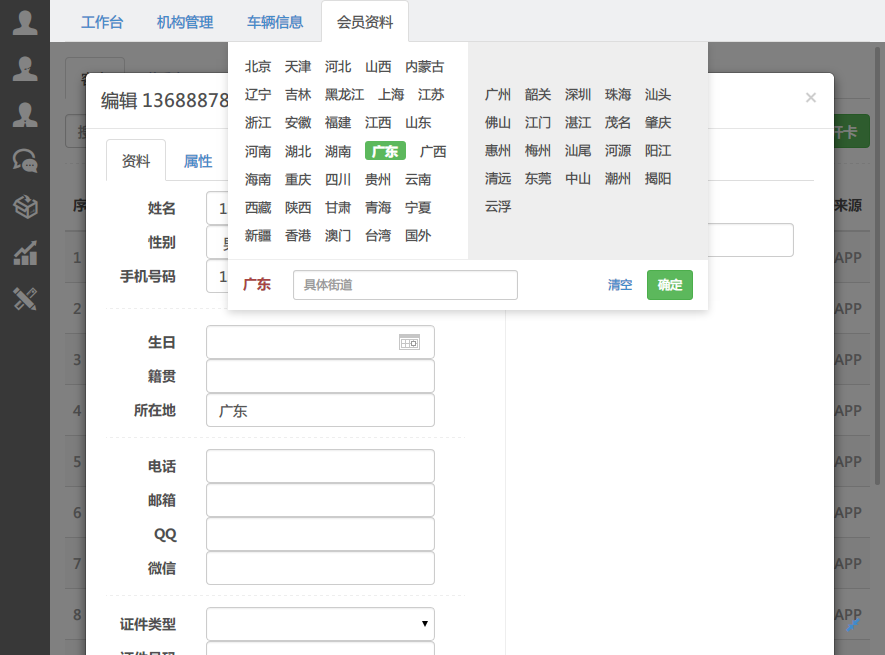 工作台 机构管理 车辆信息 会员资料
北京 天津 河北 山西 内蒙古
辽宁 吉林 黑龙江 上海 江苏
浙江 安徽 福建 江西 山东
河南 湖北 湖南 广东 广西
海南 重庆 四川 贵州 云南
西藏 陕西 甘肃 青海 宁夏
新疆 香港 澳门 台湾 国外
广州 韶关 深圳 珠海 汕头
佛山 江门 湛江 茂名 肇庆
惠州 梅州 汕尾 河源 阳江
清远 东莞 中山 潮州 揭阳
云浮
广东 具体街道 清空 确定
编辑 13688878 ×
资料 属性
姓名 1
性别
手机号码 1
生日
籍贯
所在地 广东
电话
邮箱
QQ
微信
证件类型
证件号码
卡
序 来源
1 APP
2 APP
3 APP
4 APP
5 APP
6 APP
7 APP
8 APP